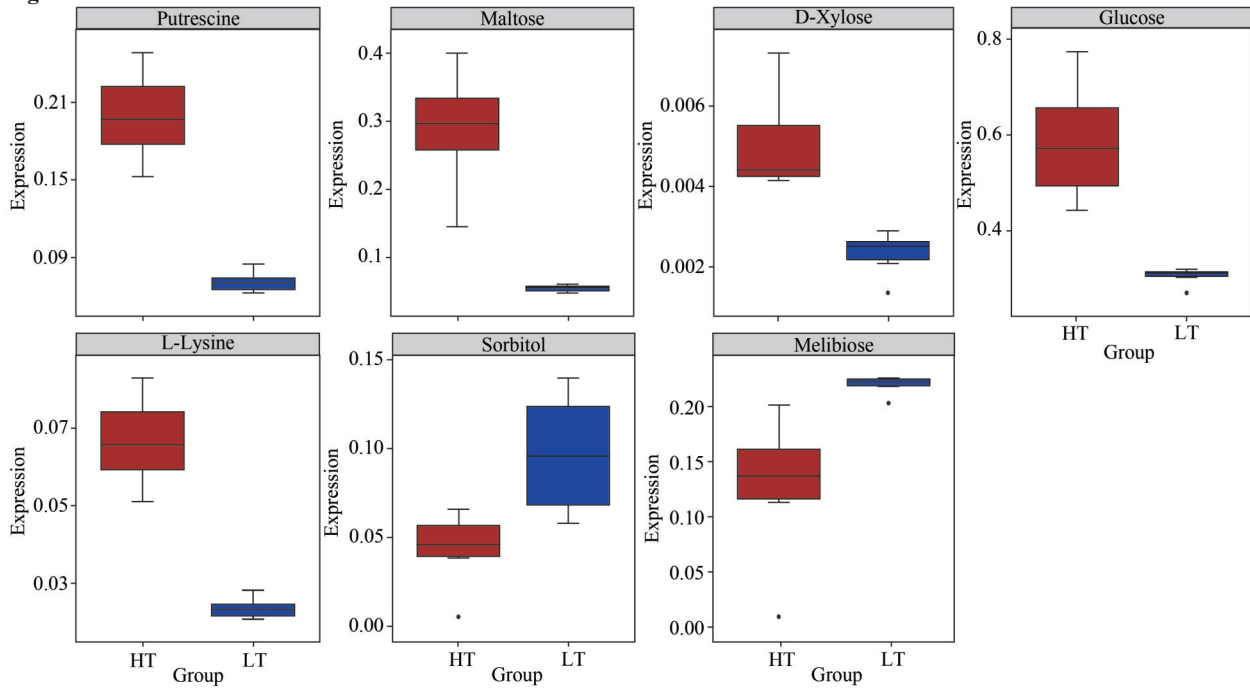 Putrescine
Maltose
D-Xylose
Glucose
Expression
0.21
0.15
0.09
Expression
0.4
0.3
0.2
0.1
Expression
0.006
0.004
0.002
Expression
0.8
0.6
0.4
HT LT
Group
L-Lysine
Sorbitol
Melibiose
Expression
0.07
0.05
0.03
HT LT
Group
Expression
0.15
0.10
0.05
0.00
HT LT
Group
Expression
0.20
0.15
0.10
0.05
0.00
HT LT
Group